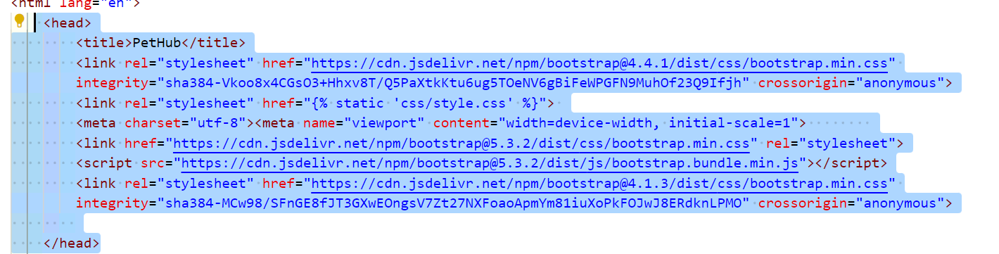 <html lang="en">
<head>
<title>PetHub</title>
<link rel="stylesheet" href="https://cdn.jsdelivr.net/npm/bootstrap@4.4.1/dist/css/bootstrap.min.css"
integrity="sha384-Vkoo8x4CGsO3+Hhxv8T/Q5PaXtkKtu6ug5TOeNV6gBiFeWPGFN9MuhOf23Q9Ifjh" crossorigin="anonymous">
<link rel="stylesheet" href="{% static 'css/style.css' %}">
<meta charset="utf-8"><meta name="viewport" content="width=device-width, initial-scale=1">
<link href="https://cdn.jsdelivr.net/npm/bootstrap@5.3.2/dist/css/bootstrap.min.css" rel="stylesheet">
<script src="https://cdn.jsdelivr.net/npm/bootstrap@5.3.2/dist/js/bootstrap.bundle.min.js"></script>
<link rel="stylesheet" href="https://cdn.jsdelivr.net/npm/bootstrap@4.1.3/dist/css/bootstrap.min.css"
integrity="sha384-MCw98/SFnGE8fJT3GXwEOngsV7Zt27NXFoaoApmYm81iuXoPkFOJwJ8ERdknLPMO" crossorigin="anonymous">
</head>